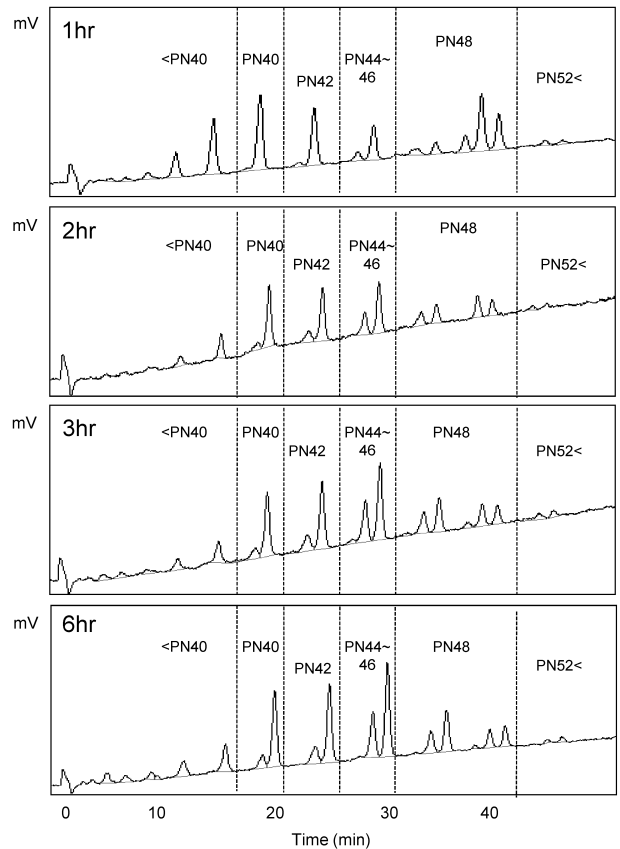 mV
1hr
<PN40
PN40
PN42
PN44~
46
PN48
PN52<
mV
2hr
<PN40
PN40
PN42
PN44~
46
PN48
PN52<
mV
3hr
<PN40
PN40
PN42
PN44~
46
PN48
PN52<
mV
6hr
<PN40
PN40
PN42
PN44~
46
PN48
PN52<
0 10 20 30 40
Time (min)